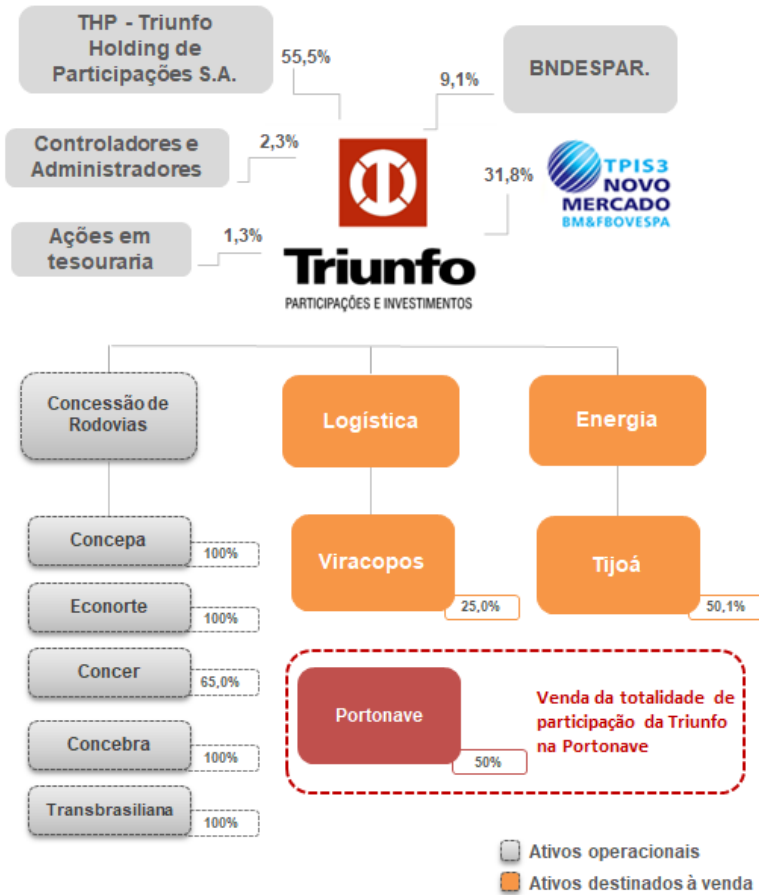 THP - Triunfo
Holding de
Participações S.A.
55,5%
BNDESPAR.
9,1%
Controladores e
Administradores
2,3%
31,8%
TPIS3
NOVO
MERCADO
BM&FBOVESPA
Ações em
tesouraria
1,3%
Triunfo
PARTICIPAÇÕES E INVESTIMENTOS
Concessão de
Rodovias
Logística
Energia
Concepa
100%
Econorte
100%
Concer
65,0%
Concebra
100%
Transbrasiliana
100%
Viracopos
25,0%
Tijoá
50,1%
Portonave
50%
Venda da totalidade de
participação da Triunfo
na Portonave
Ativos operacionais
Ativos destinados à venda